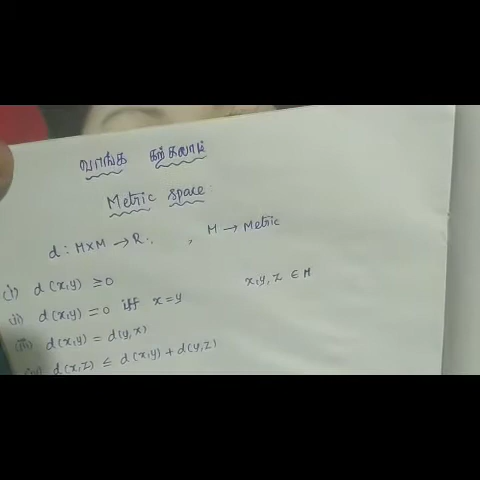 வாங்க கற்கலாம்
Metric space:
d : M×M → R. , M → Metric
(i) d(x,y) ≥ 0
x,y,z ∈ M
ii) d(x,y) = 0 iff x = y
(iii) d(x,y) = d(y,x)
(iv) d(x,z) ≤ d(x,y) + d(y,z)